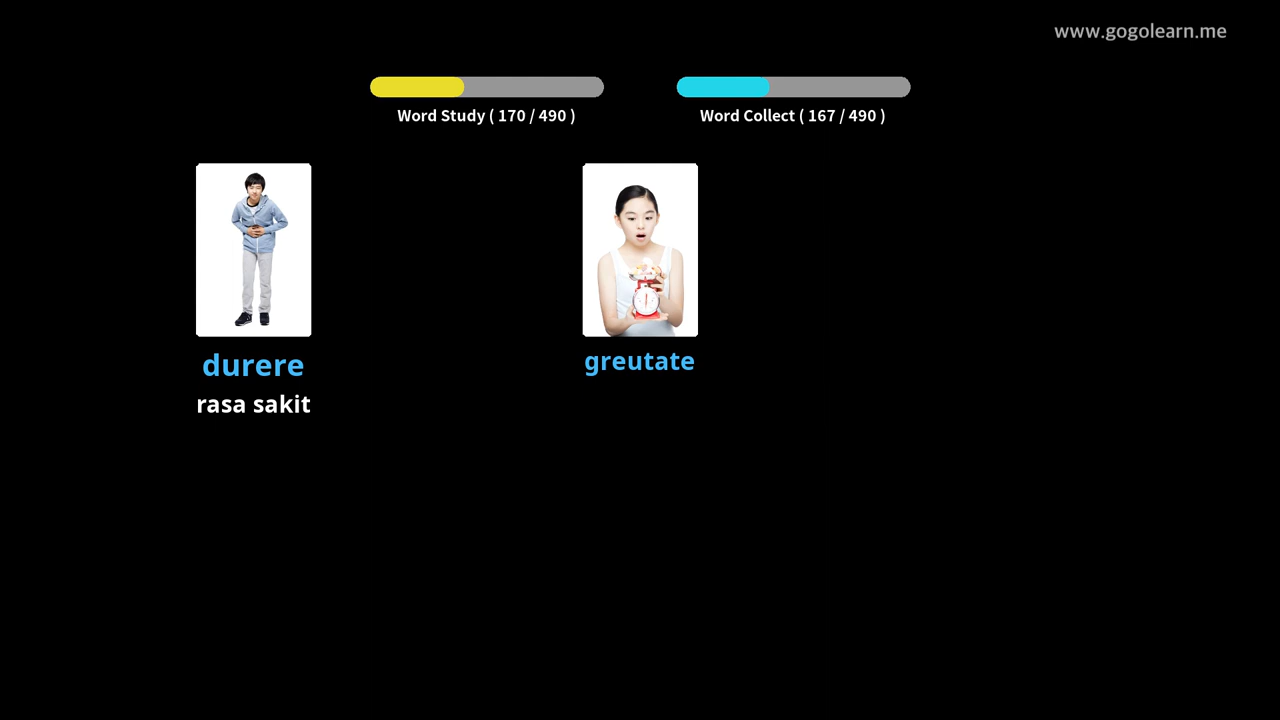 www.gogolearn.me
Word Study ( 170 / 490 )
Word Collect ( 167 / 490 )
durere
rasa sakit
greutate